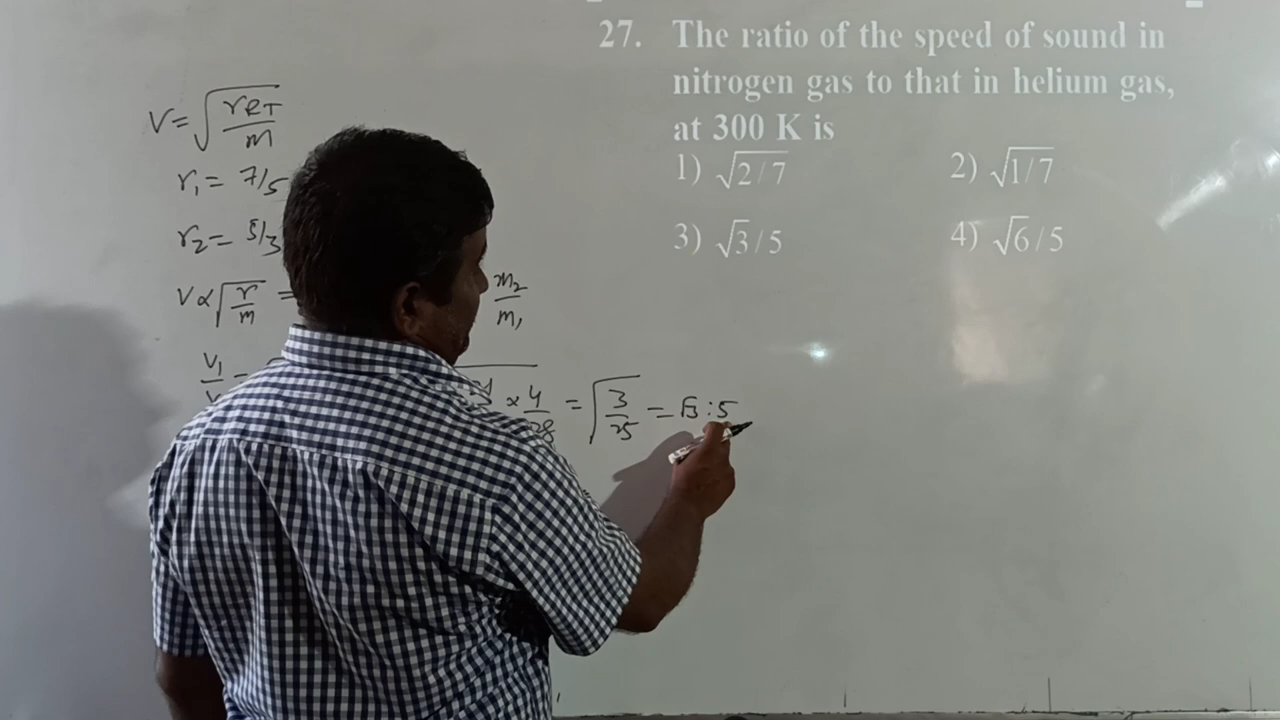 27. The ratio of the speed of sound in
nitrogen gas to that in helium gas,
at 300 K is
1) √2/7 2) √1/7
3) √3/5 4) √6/5
V = √γRT/m
γ₁ = 7/5
γ₂ = 5/3
V ∝ √γ/m =
m₂/m₁
V₁
× 4/28 = √3/25 = √3 : 5